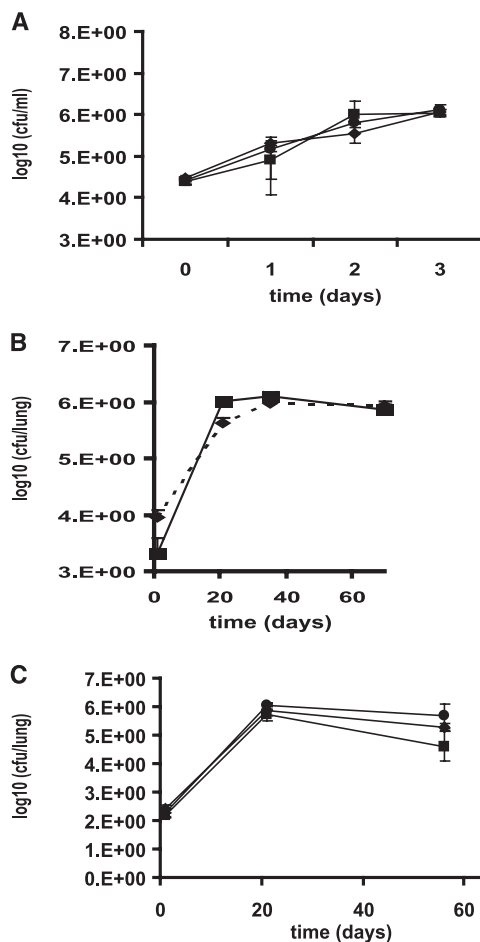 A
8.E+00
7.E+00
6.E+00
5.E+00
4.E+00
3.E+00
log10 (cfu/ml)
0 1 2 3
time (days)
B
7.E+00
6.E+00
5.E+00
4.E+00
3.E+00
log10 (cfu/lung)
0 20 40 60
time (days)
C
7.E+00
6.E+00
5.E+00
4.E+00
3.E+00
2.E+00
1.E+00
0.E+00
log10 (cfu/lung)
0 20 40 60
time (days)